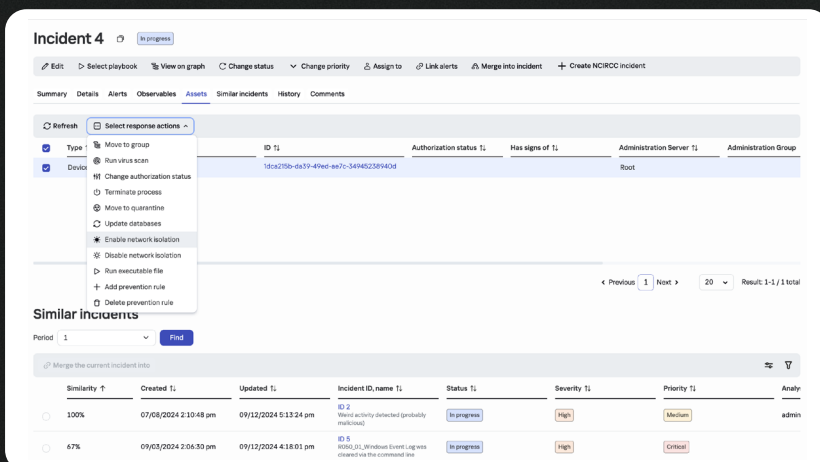 Incident 4 In progress
Edit Select playbook View on graph Change status Change priority Assign to Link alerts Merge into incident Create NCIRCC incident
Summary Details Alerts Observables Assets Similar incidents History Comments
Refresh Select response actions
Type ID Authorization status Has signs of Administration Server Administration Group
Device 1dca215b-da39-49ed-ae7c-34945238940d Root
Move to group
Run virus scan
Change authorization status
Terminate process
Move to quarantine
Update databases
Enable network isolation
Disable network isolation
Run executable file
Add prevention rule
Delete prevention rule
Previous 1 Next 20 Result: 1-1 / 1 total
Similar incidents
Period 1 Find
Merge the current incident into
Similarity Created Updated Incident ID, name Status Severity Priority Analy
100% 07/08/2024 2:10:48 pm 09/12/2024 5:13:24 pm ID 2 In progress High Medium admin
Weird activity detected (probably
malicious)
67% 09/03/2024 2:06:30 pm 09/12/2024 4:18:01 pm ID 5 In progress High Critical
R050_01_Windows Event Log was
cleared via the command line